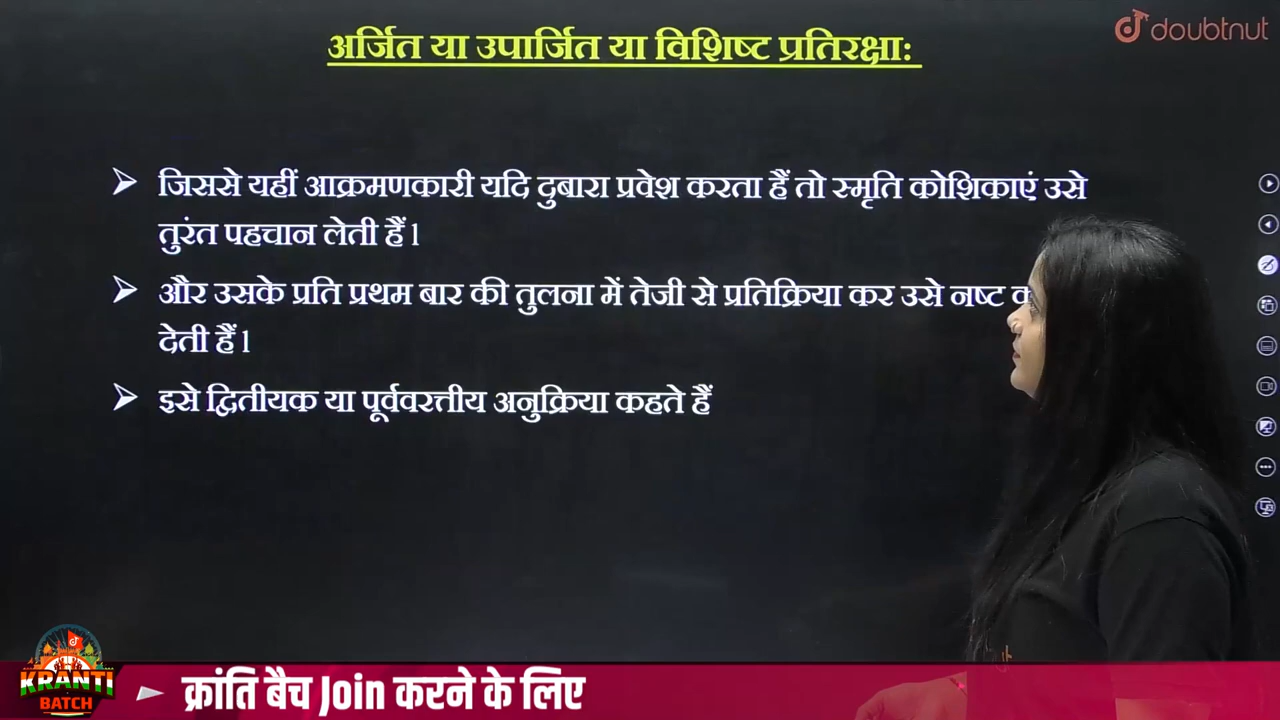 doubtnut
अर्जित या उपार्जित या विशिष्ट प्रतिरक्षा:
जिससे यहीं आक्रमणकारी यदि दुबारा प्रवेश करता हैं तो स्मृति कोशिकाएं उसे
तुरंत पहचान लेती हैं।
और उसके प्रति प्रथम बार की तुलना में तेजी से प्रतिक्रिया कर उसे नष्ट
देती हैं।
इसे द्वितीयक या पूर्ववरत्तीय अनुक्रिया कहते हैं
KRANTI
BATCH
क्रांति बैच Join करने के लिए